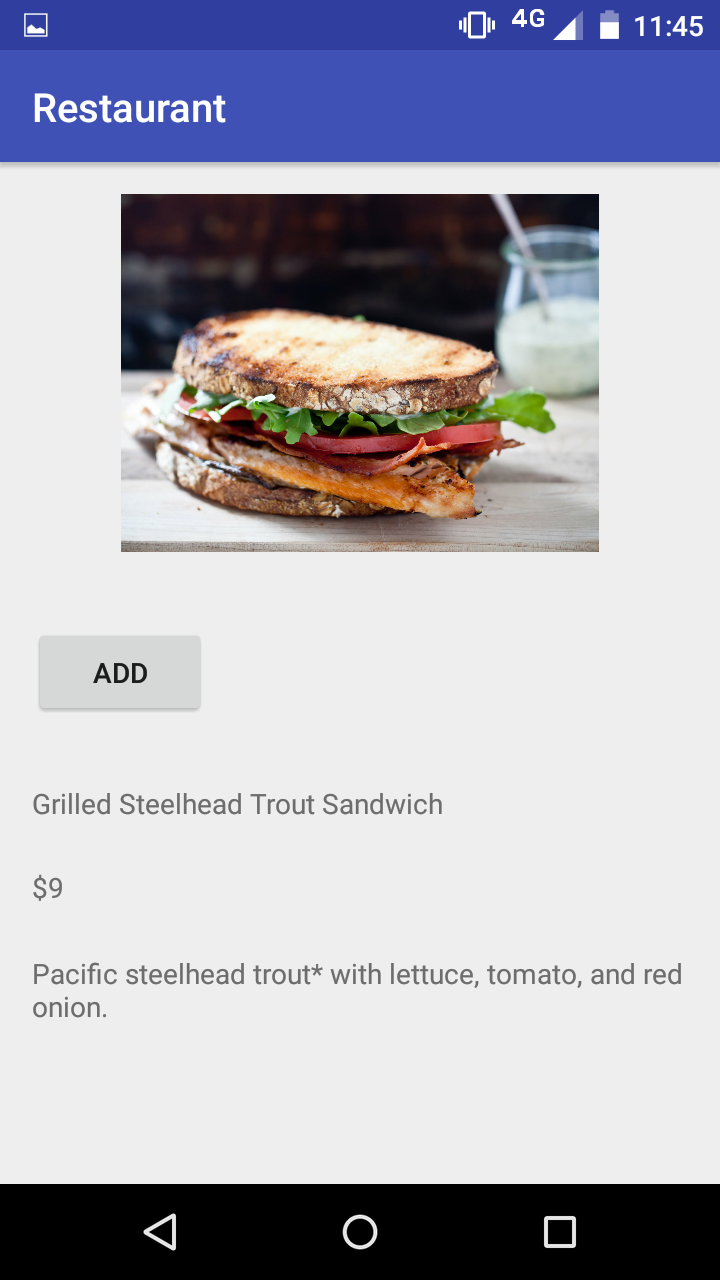 4G 11:45
Restaurant
ADD
Grilled Steelhead Trout Sandwich
$9
Pacific steelhead trout* with lettuce, tomato, and red
onion.